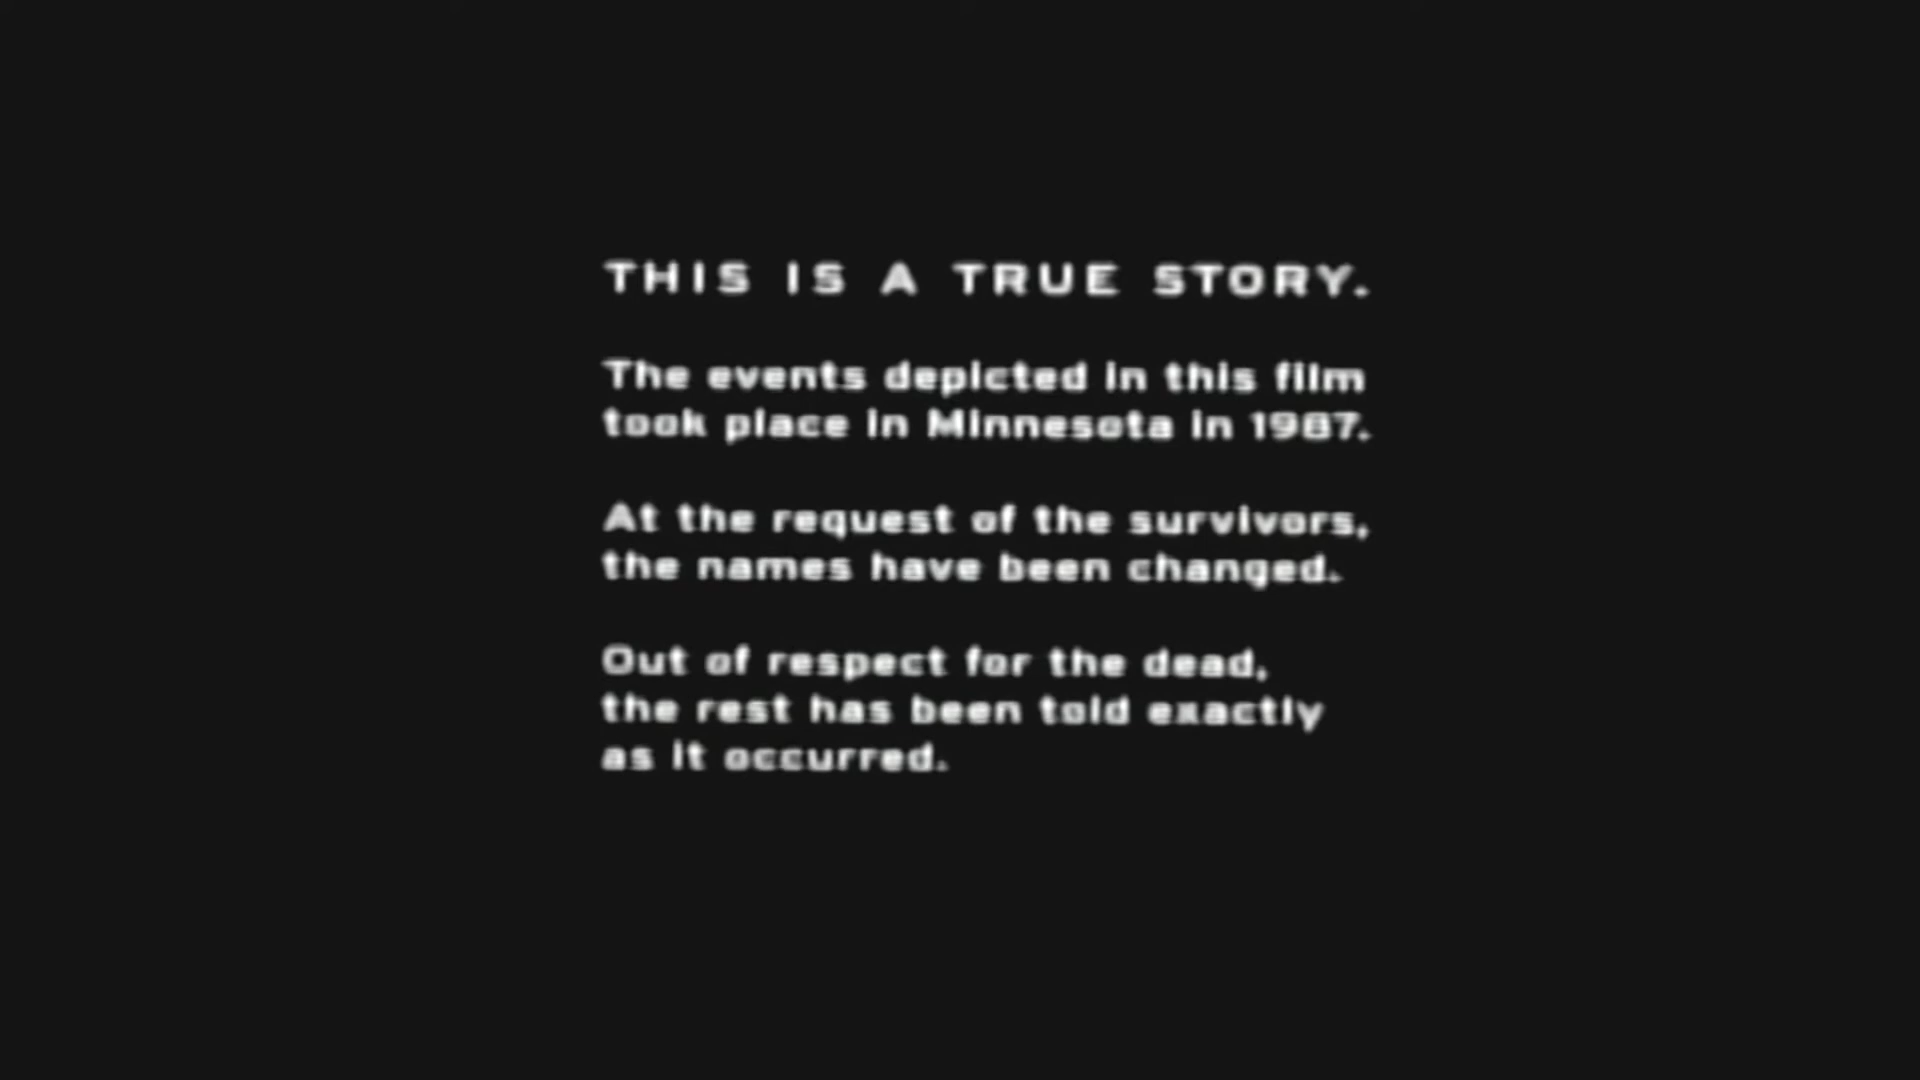 THIS IS A TRUE STORY.
The events depicted in this film
took place in Minnesota in 1987.
At the request of the survivors,
the names have been changed.
Out of respect for the dead,
the rest has been told exactly
as it occurred.